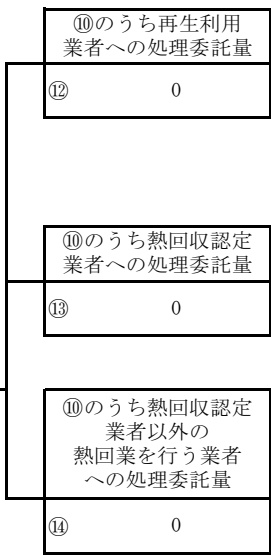 ⑩のうち再生利用
業者への処理委託量
⑫ 0
⑩のうち熱回収認定
業者への処理委託量
⑬ 0
⑩のうち熱回収認定
業者以外の
熱回業を行う業者
への処理委託量
⑭ 0